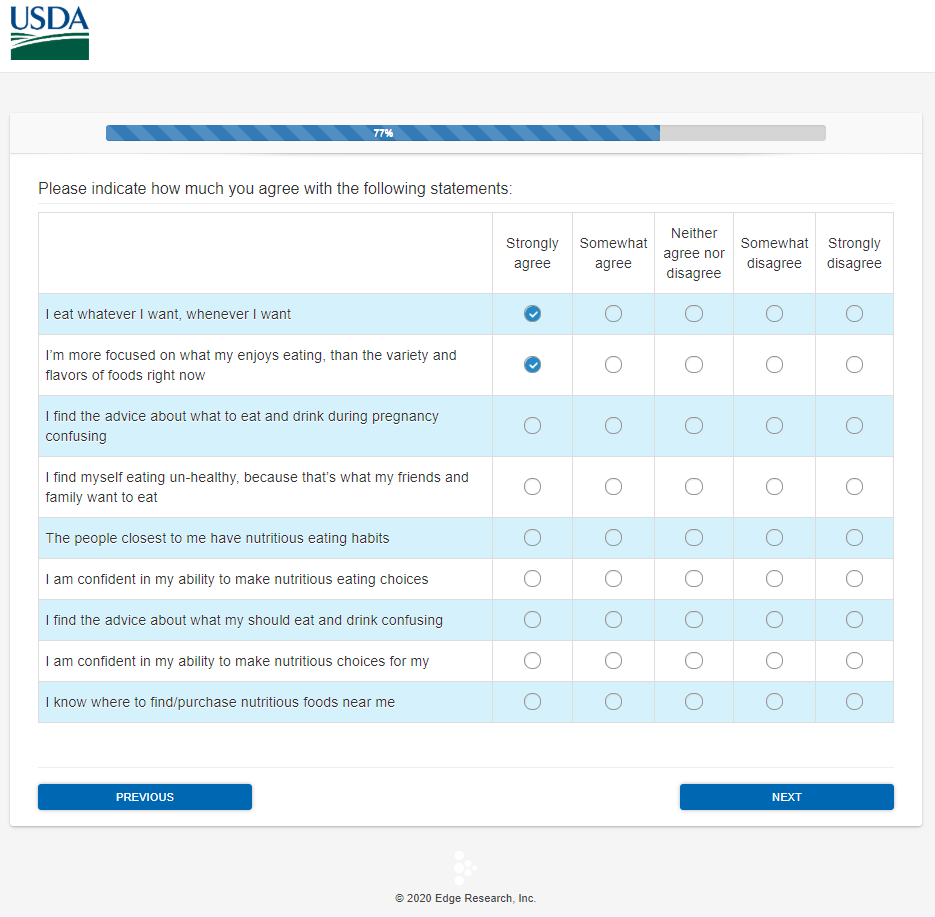 USDA
77%
Please indicate how much you agree with the following statements:
Strongly
agree
Somewhat
agree
Neither
agree nor
disagree
Somewhat
disagree
Strongly
disagree
I eat whatever I want, whenever I want
I’m more focused on what my enjoys eating, than the variety and
flavors of foods right now
I find the advice about what to eat and drink during pregnancy
confusing
I find myself eating un-healthy, because that’s what my friends and
family want to eat
The people closest to me have nutritious eating habits
I am confident in my ability to make nutritious eating choices
I find the advice about what my should eat and drink confusing
I am confident in my ability to make nutritious choices for my
I know where to find/purchase nutritious foods near me
PREVIOUS
NEXT
© 2020 Edge Research, Inc.